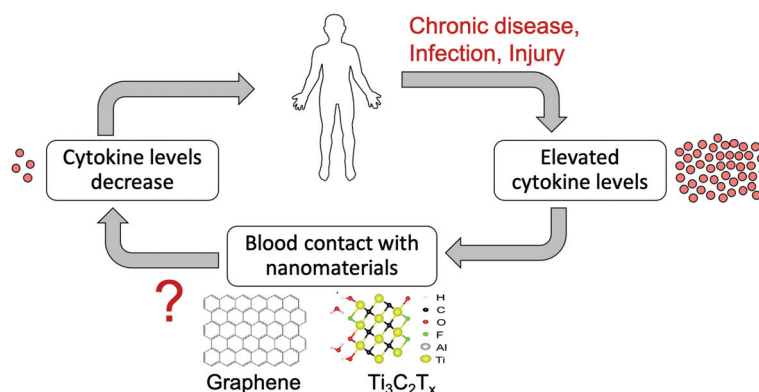 Chronic disease,
Infection, Injury
Cytokine levels
decrease
Elevated
cytokine levels
Blood contact with
nanomaterials
?
H
C
O
F
Al
Ti
Graphene
Ti₃C₂Tₓ